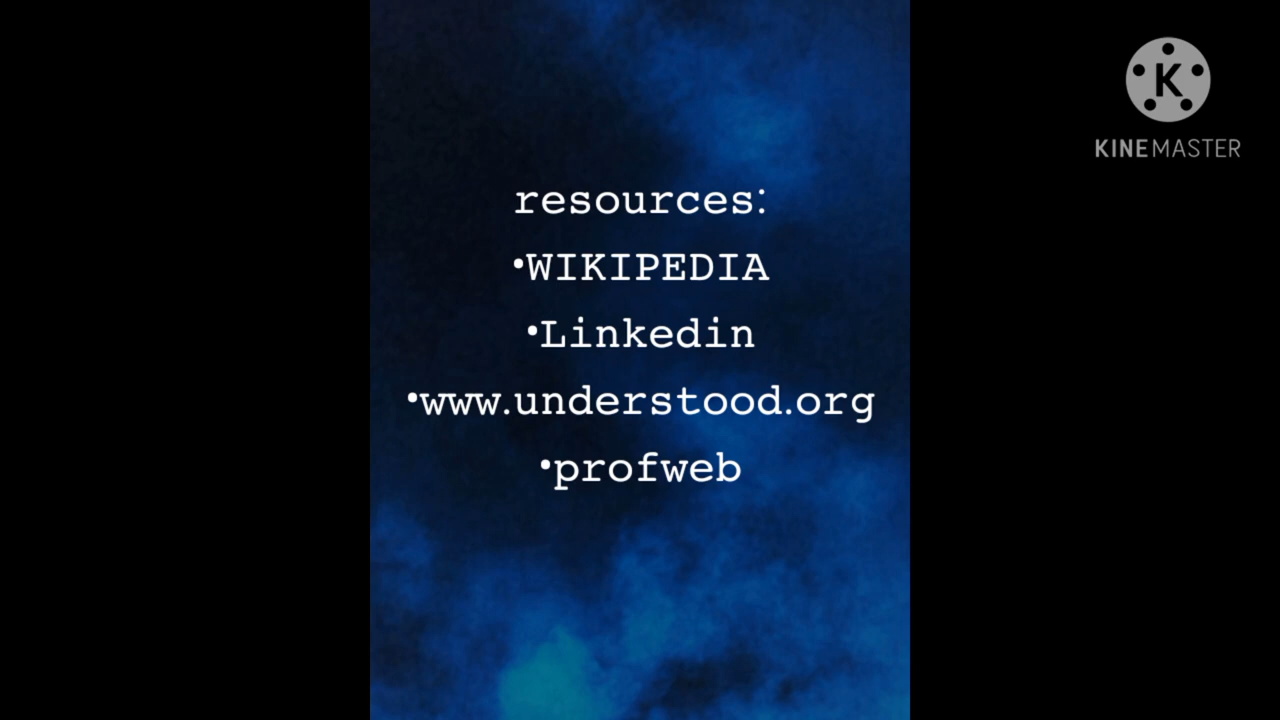 resources:
•WIKIPEDIA
•Linkedin
•www.understood.org
•profweb
K
KINEMASTER